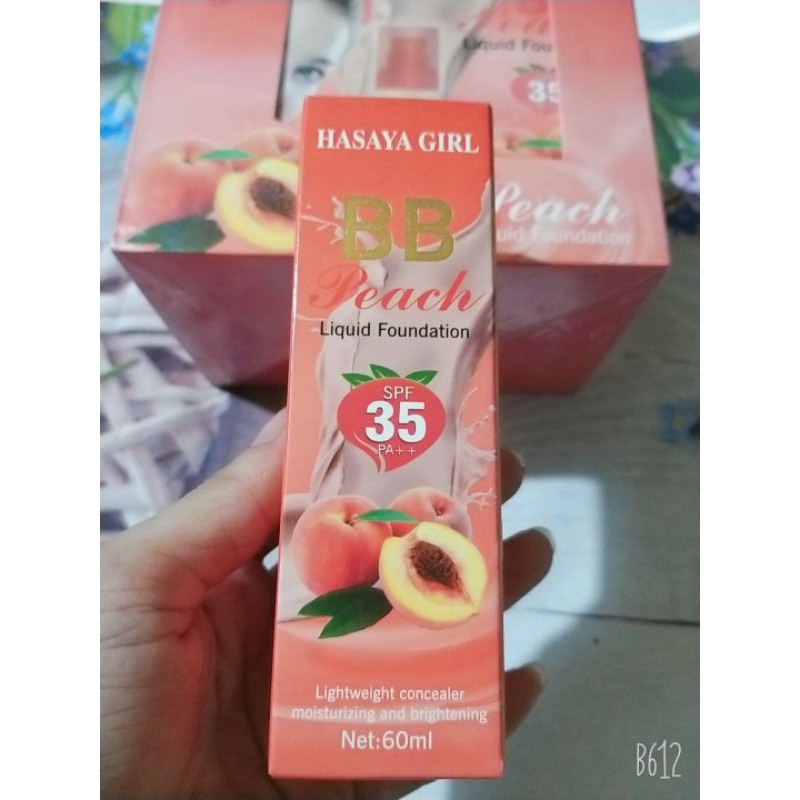 Liquid Fou
35
Peach
uid Foundation
HASAYA GIRL
BB
Peach
Liquid Foundation
SPF
35
PA++
Lightweight concealer
moisturizing and brightening
Net:60ml
B612